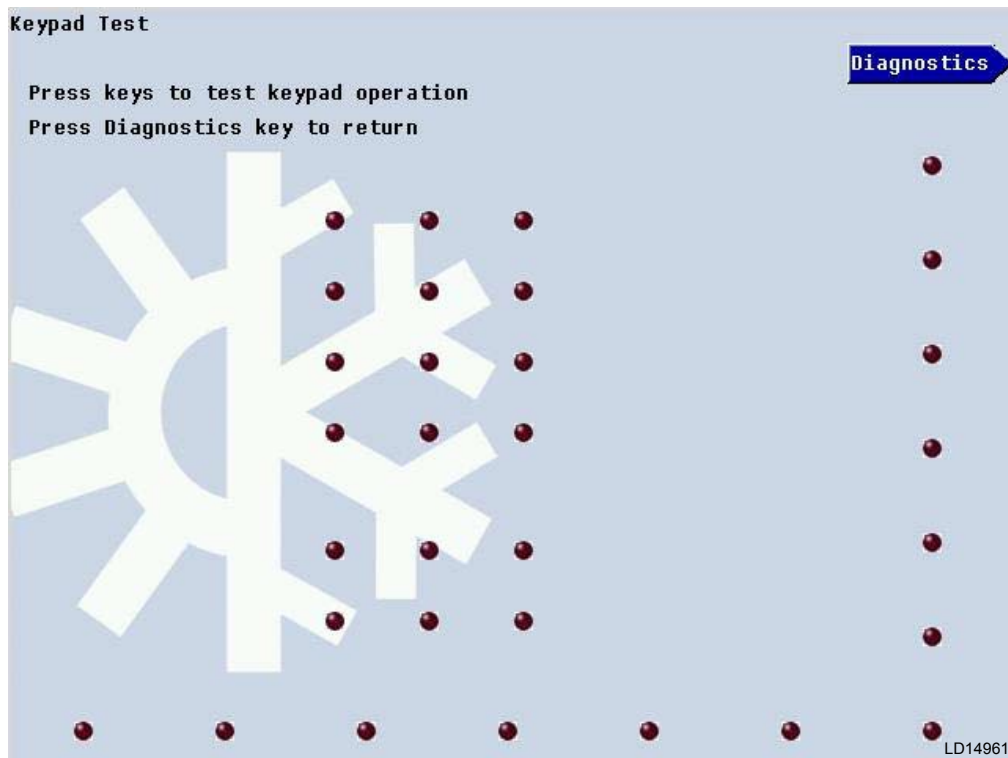 Keypad Test
Diagnostics
Press keys to test keypad operation
Press Diagnostics key to return
LD14961